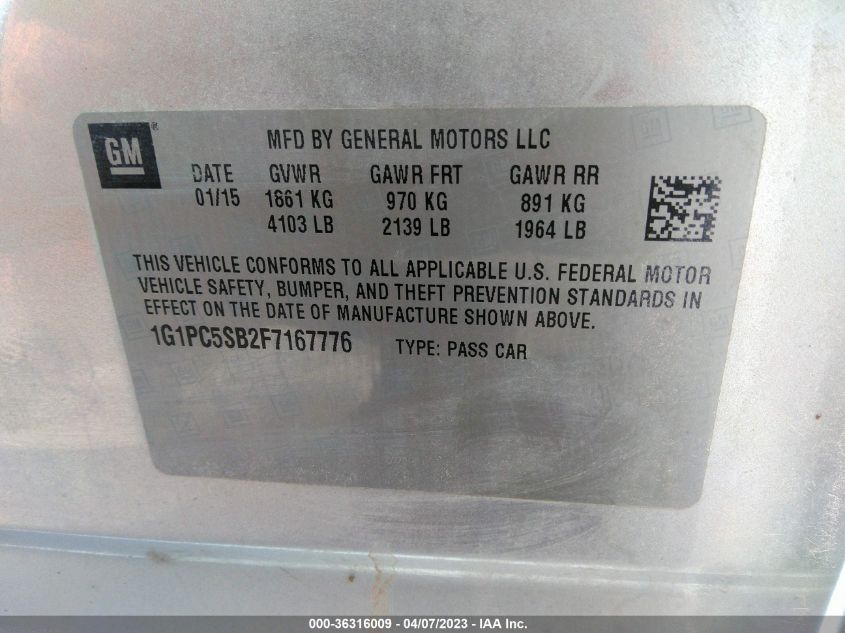 GM ®
MFD BY GENERAL MOTORS LLC
DATE GVWR GAWR FRT GAWR RR
01/15 1861 KG 970 KG 891 KG
4103 LB 2139 LB 1964 LB
THIS VEHICLE CONFORMS TO ALL APPLICABLE U.S. FEDERAL MOTOR
VEHICLE SAFETY, BUMPER, AND THEFT PREVENTION STANDARDS IN
EFFECT ON THE DATE OF MANUFACTURE SHOWN ABOVE.
1G1PC5SB2F7167776 TYPE: PASS CAR
000-36316009 - 04/07/2023 - IAA Inc.